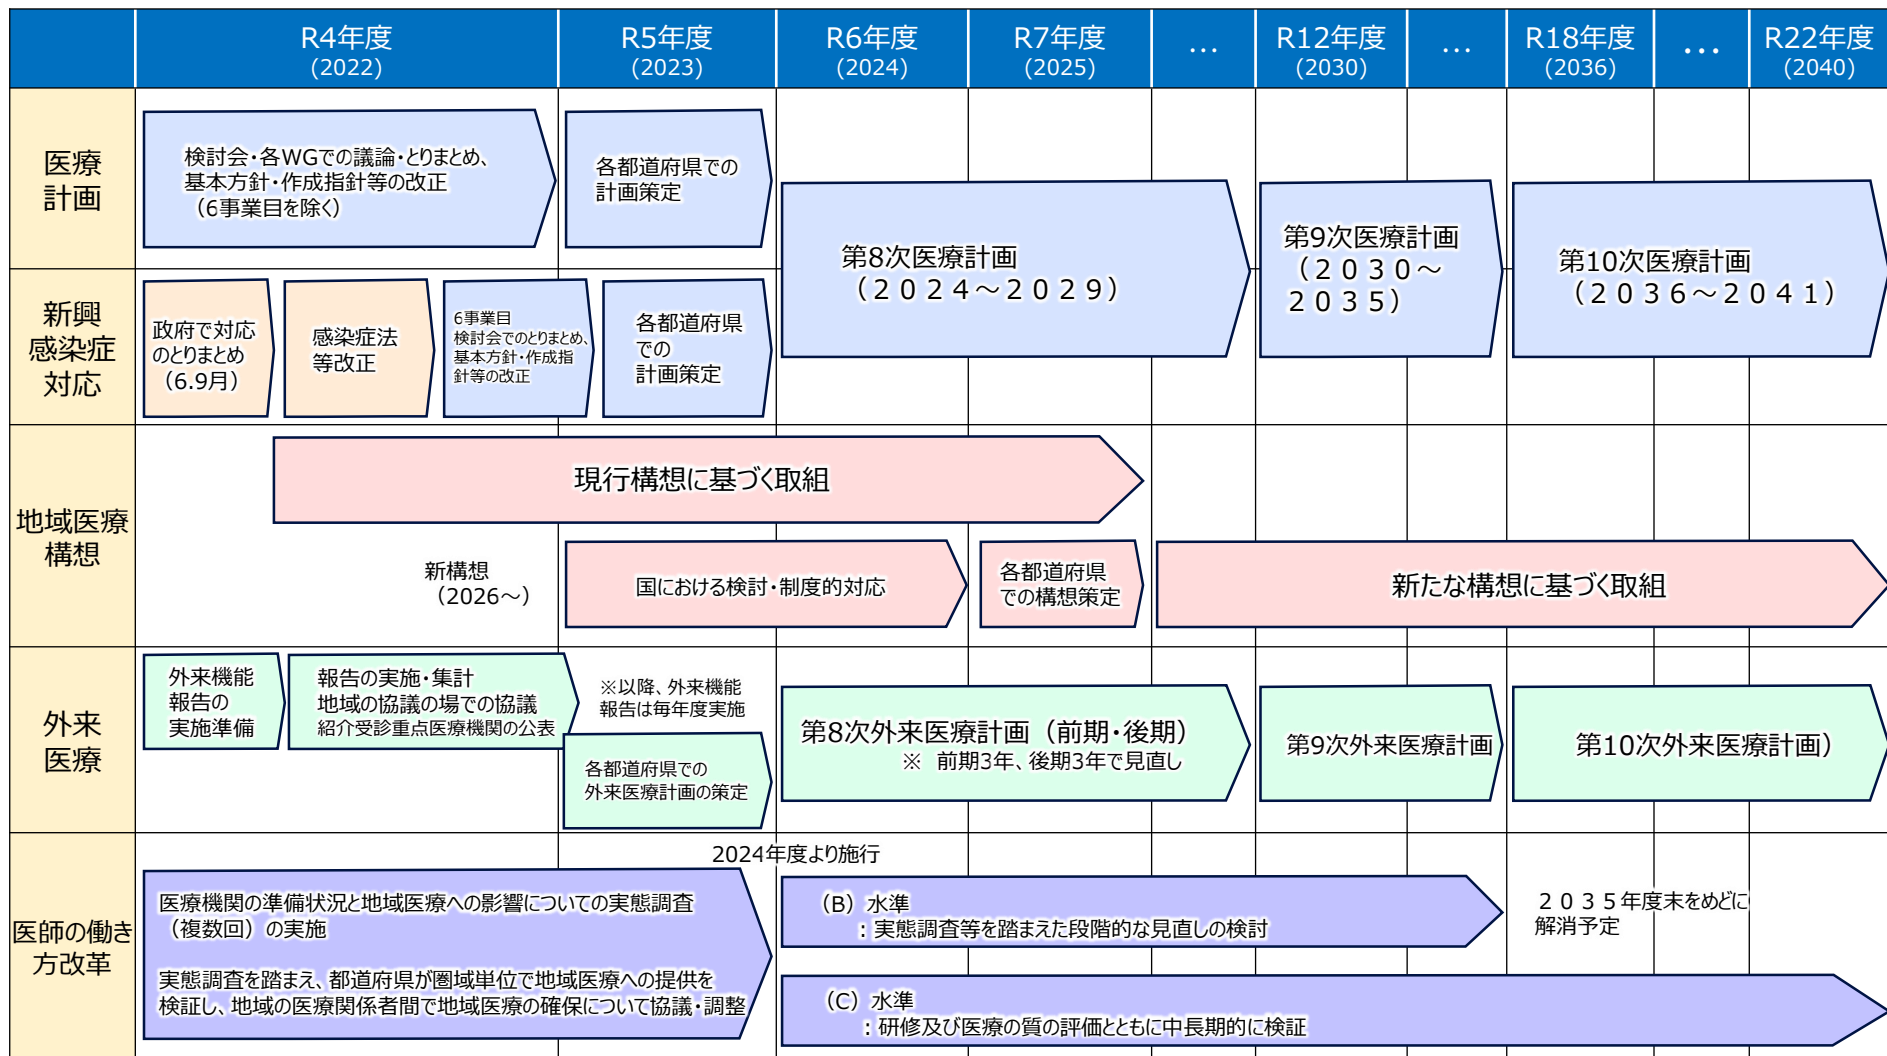 R4年度
(2022)
R5年度
(2023)
R6年度
(2024)
R7年度
(2025)
…
R12年度
(2030)
…
R18年度
(2036)
…
R22年度
(2040)
医療
計画
検討会・各WGでの議論・とりまとめ、
基本方針・作成指針等の改正
（6事業目を除く）
各都道府県での
計画策定
第8次医療計画
（２０２４～２０２９）
第9次医療計画
（２０３０～
２０３５）
第10次医療計画
（２０３６～２０４１）
新興
感染症
対応
政府で対応
のとりまとめ
（6.9月）
感染症法
等改正
6事業目
検討会でのとりまとめ、
基本方針・作成指
針等の改正
各都道府県
での
計画策定
地域医療
構想
現行構想に基づく取組
新構想
（2026～）
国における検討・制度的対応
各都道府県
での構想策定
新たな構想に基づく取組
外来
医療
外来機能
報告の
実施準備
報告の実施・集計
地域の協議の場での協議
紹介受診重点医療機関の公表
※以降、外来機能
報告は毎年度実施
各都道府県での
外来医療計画の策定
第8次外来医療計画（前期・後期）
※ 前期3年、後期3年で見直し
第9次外来医療計画
第10次外来医療計画）
医師の働き
方改革
2024年度より施行
医療機関の準備状況と地域医療への影響についての実態調査
（複数回）の実施
実態調査を踏まえ、都道府県が圏域単位で地域医療への提供を
検証し、地域の医療関係者間で地域医療の確保について協議・調整
（B）水準
：実態調査等を踏まえた段階的な見直しの検討
２０３５年度末をめどに
解消予定
（C）水準
：研修及び医療の質の評価とともに中長期的に検証